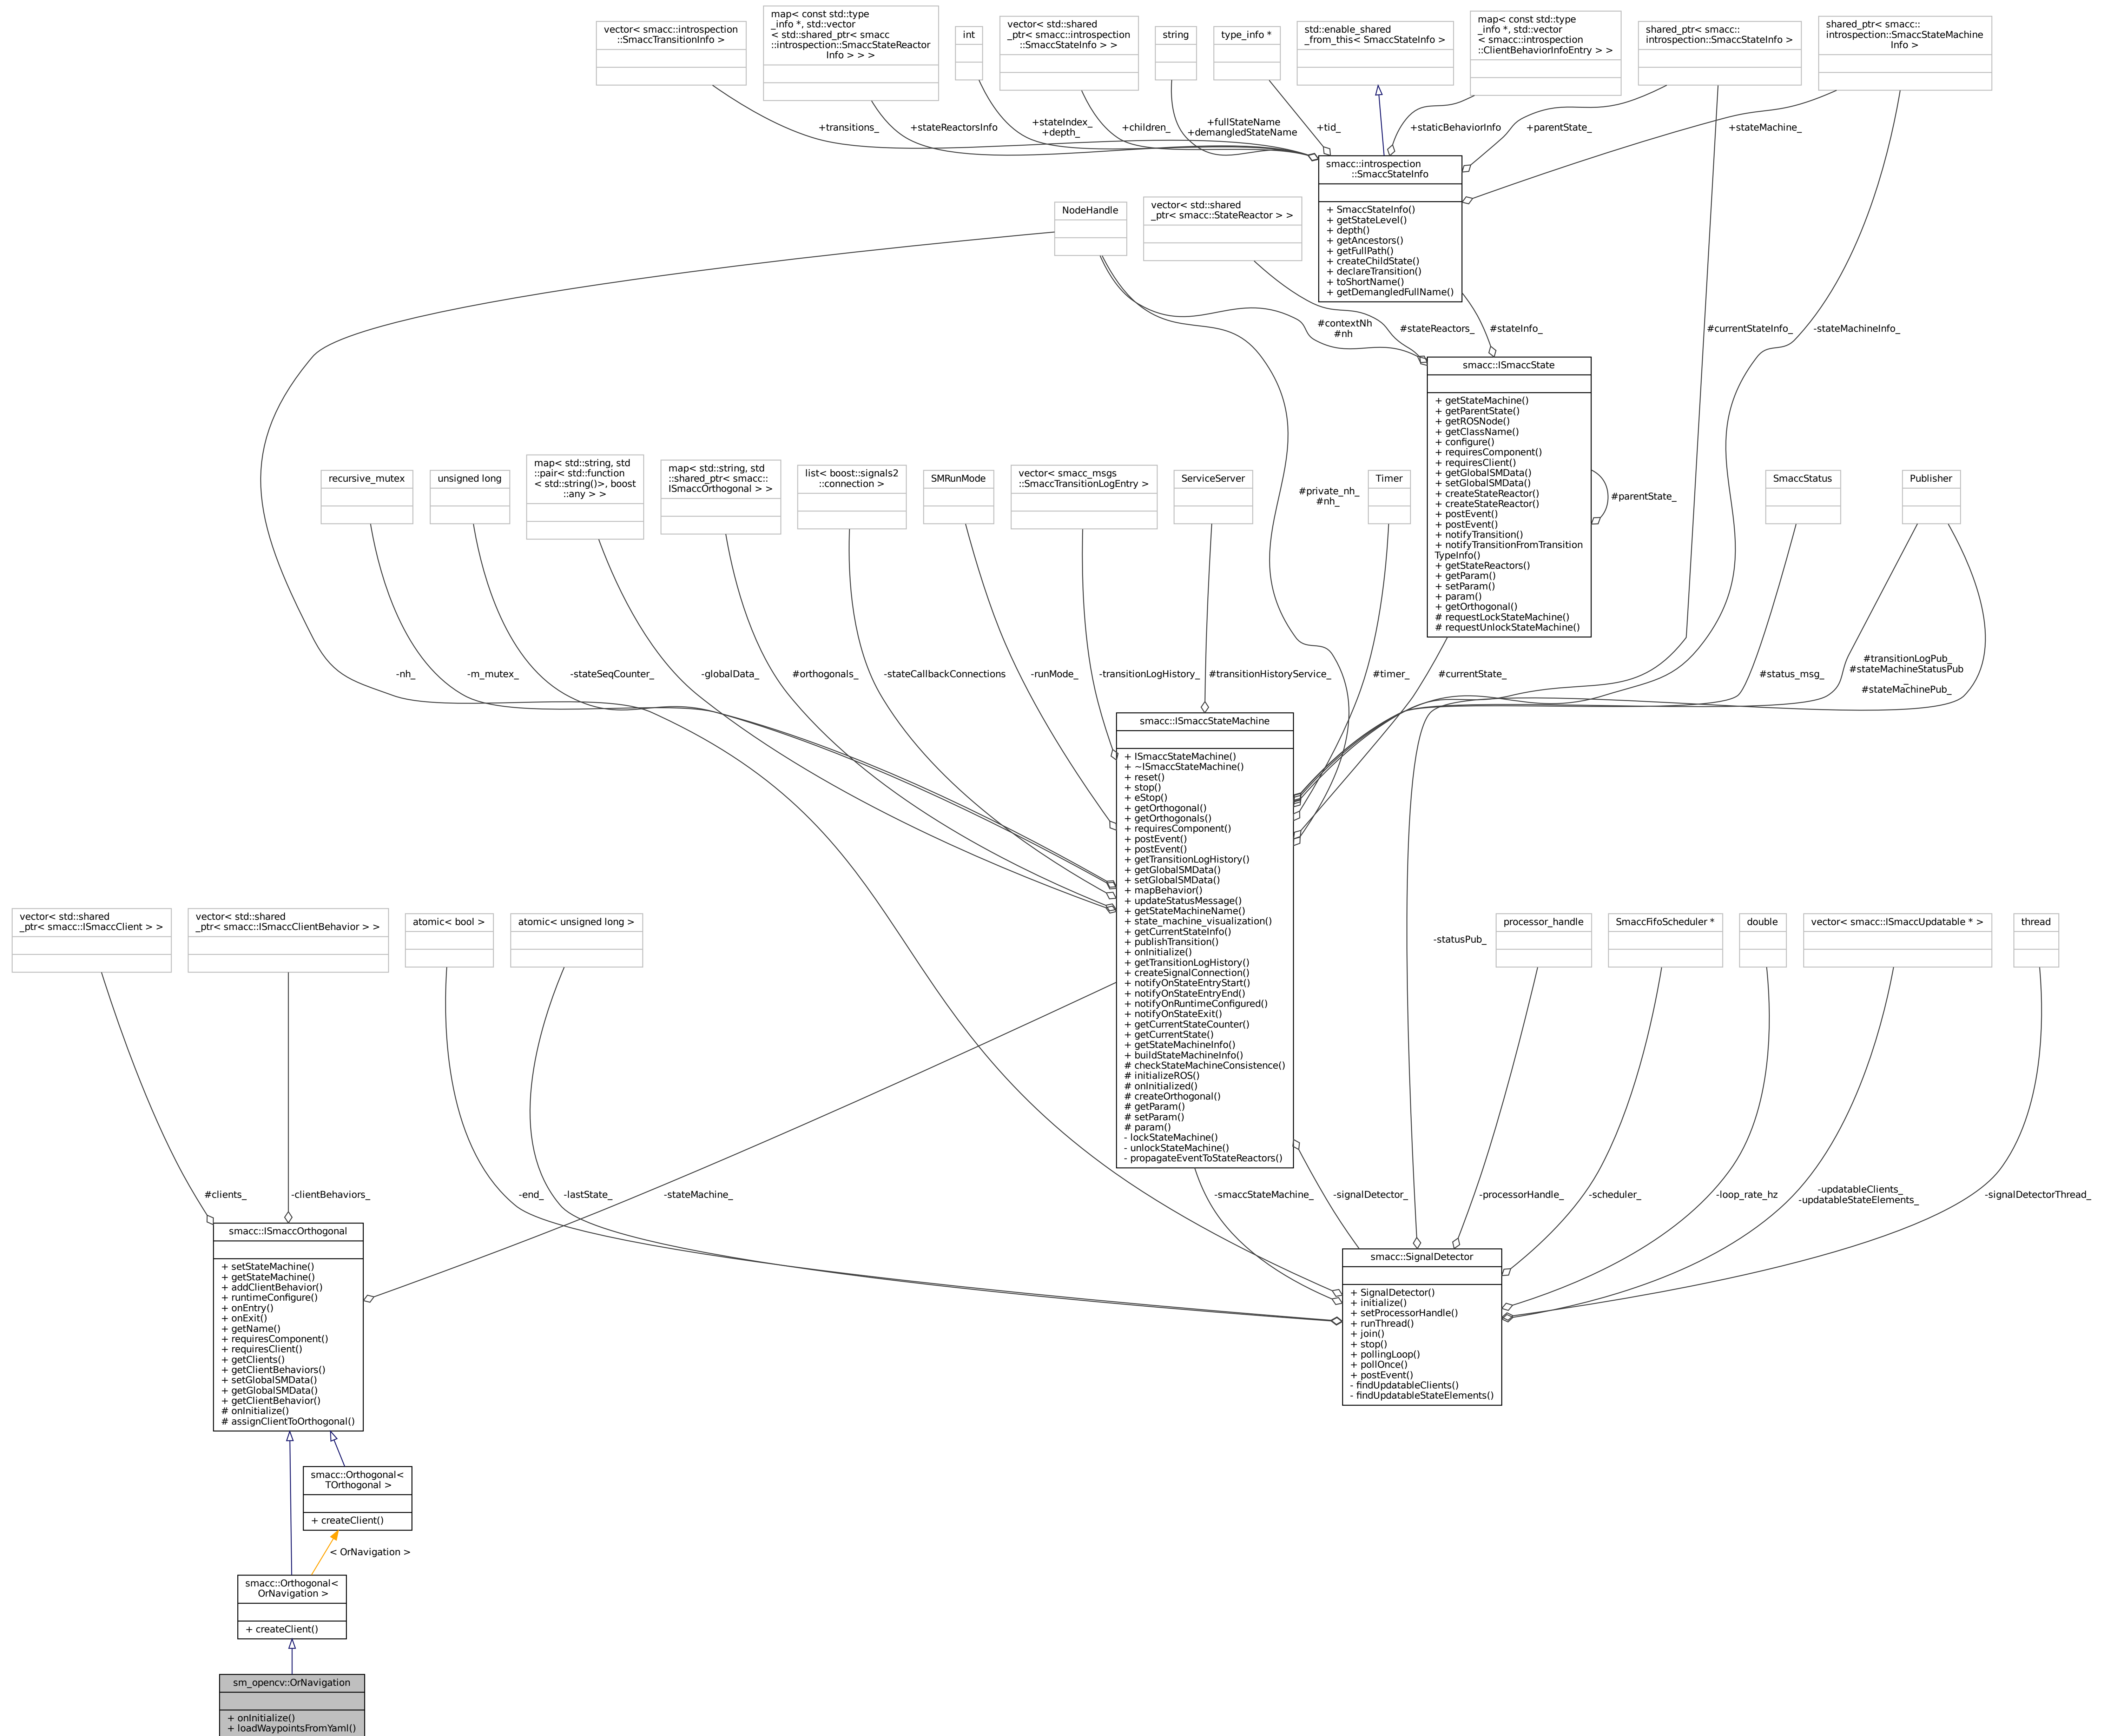 vector< smacc::introspection
::SmaccTransitionInfo >
map< const std::type
_info *, std::vector
< std::shared_ptr< smacc
::introspection::SmaccStateReactor
Info > > >
int
vector< std::shared
_ptr< smacc::introspection
::SmaccStateInfo > >
string
type_info *
std::enable_shared
_from_this< SmaccStateInfo >
map< const std::type
_info *, std::vector
< smacc::introspection
::ClientBehaviorInfoEntry > >
shared_ptr< smacc::
introspection::SmaccStateInfo >
shared_ptr< smacc::
introspection::SmaccStateMachine
Info >
+transitions_
+stateReactorsInfo
+stateIndex_
+depth_
+children_
+fullStateName
+demangledStateName
+tid_
+staticBehaviorInfo
+parentState_
+stateMachine_
smacc::introspection
::SmaccStateInfo
+ SmaccStateInfo()
+ getStateLevel()
+ depth()
+ getAncestors()
+ getFullPath()
+ createChildState()
+ declareTransition()
+ toShortName()
+ getDemangledFullName()
NodeHandle
vector< std::shared
_ptr< smacc::StateReactor > >
#contextNh
#nh
#stateReactors_
#stateInfo_
#currentStateInfo_
-stateMachineInfo_
smacc::ISmaccState
+ getStateMachine()
+ getParentState()
+ getROSNode()
+ getClassName()
+ configure()
+ requiresComponent()
+ requiresClient()
+ getGlobalSMData()
+ setGlobalSMData()
+ createStateReactor()
+ createStateReactor()
+ postEvent()
+ postEvent()
+ notifyTransition()
+ notifyTransitionFromTransition
TypeInfo()
+ getStateReactors()
+ getParam()
+ setParam()
+ param()
+ getOrthogonal()
# requestLockStateMachine()
# requestUnlockStateMachine()
#parentState_
recursive_mutex
unsigned long
map< std::string, std
::pair< std::function
< std::string()>, boost
::any > >
map< std::string, std
::shared_ptr< smacc::
ISmaccOrthogonal > >
list< boost::signals2
::connection >
SMRunMode
vector< smacc_msgs
::SmaccTransitionLogEntry >
ServiceServer
#private_nh_
#nh_
Timer
SmaccStatus
Publisher
-nh_
-m_mutex_
-stateSeqCounter_
-globalData_
#orthogonals_
-stateCallbackConnections
-runMode_
-transitionLogHistory_
#transitionHistoryService_
#timer_
#currentState_
#status_msg_
#transitionLogPub_
#stateMachineStatusPub
_
#stateMachinePub_
smacc::ISmaccStateMachine
+ ISmaccStateMachine()
+ ~ISmaccStateMachine()
+ reset()
+ stop()
+ eStop()
+ getOrthogonal()
+ getOrthogonals()
+ requiresComponent()
+ postEvent()
+ postEvent()
+ getTransitionLogHistory()
+ getGlobalSMData()
+ setGlobalSMData()
+ mapBehavior()
+ updateStatusMessage()
+ getStateMachineName()
+ state_machine_visualization()
+ getCurrentStateInfo()
+ publishTransition()
+ onInitialize()
+ getTransitionLogHistory()
+ createSignalConnection()
+ notifyOnStateEntryStart()
+ notifyOnStateEntryEnd()
+ notifyOnRuntimeConfigured()
+ notifyOnStateExit()
+ getCurrentStateCounter()
+ getCurrentState()
+ getStateMachineInfo()
+ buildStateMachineInfo()
# checkStateMachineConsistence()
# initializeROS()
# onInitialized()
# createOrthogonal()
# getParam()
# setParam()
# param()
- lockStateMachine()
- unlockStateMachine()
- propagateEventToStateReactors()
vector< std::shared
_ptr< smacc::ISmaccClient > >
vector< std::shared
_ptr< smacc::ISmaccClientBehavior > >
atomic< bool >
atomic< unsigned long >
-statusPub_
processor_handle
SmaccFifoScheduler *
double
vector< smacc::ISmaccUpdatable * >
thread
#clients_
-clientBehaviors_
-end_
-lastState_
-stateMachine_
-smaccStateMachine_
-signalDetector_
-processorHandle_
-scheduler_
-loop_rate_hz
-updatableClients_
-updatableStateElements_
-signalDetectorThread_
smacc::ISmaccOrthogonal
+ setStateMachine()
+ getStateMachine()
+ addClientBehavior()
+ runtimeConfigure()
+ onEntry()
+ onExit()
+ getName()
+ requiresComponent()
+ requiresClient()
+ getClients()
+ getClientBehaviors()
+ setGlobalSMData()
+ getGlobalSMData()
+ getClientBehavior()
# onInitialize()
# assignClientToOrthogonal()
smacc::SignalDetector
+ SignalDetector()
+ initialize()
+ setProcessorHandle()
+ runThread()
+ join()
+ stop()
+ pollingLoop()
+ pollOnce()
+ postEvent()
- findUpdatableClients()
- findUpdatableStateElements()
smacc::Orthogonal<
TOrthogonal >
+ createClient()
< OrNavigation >
smacc::Orthogonal<
OrNavigation >
+ createClient()
sm_opencv::OrNavigation
+ onInitialize()
+ loadWaypointsFromYaml()